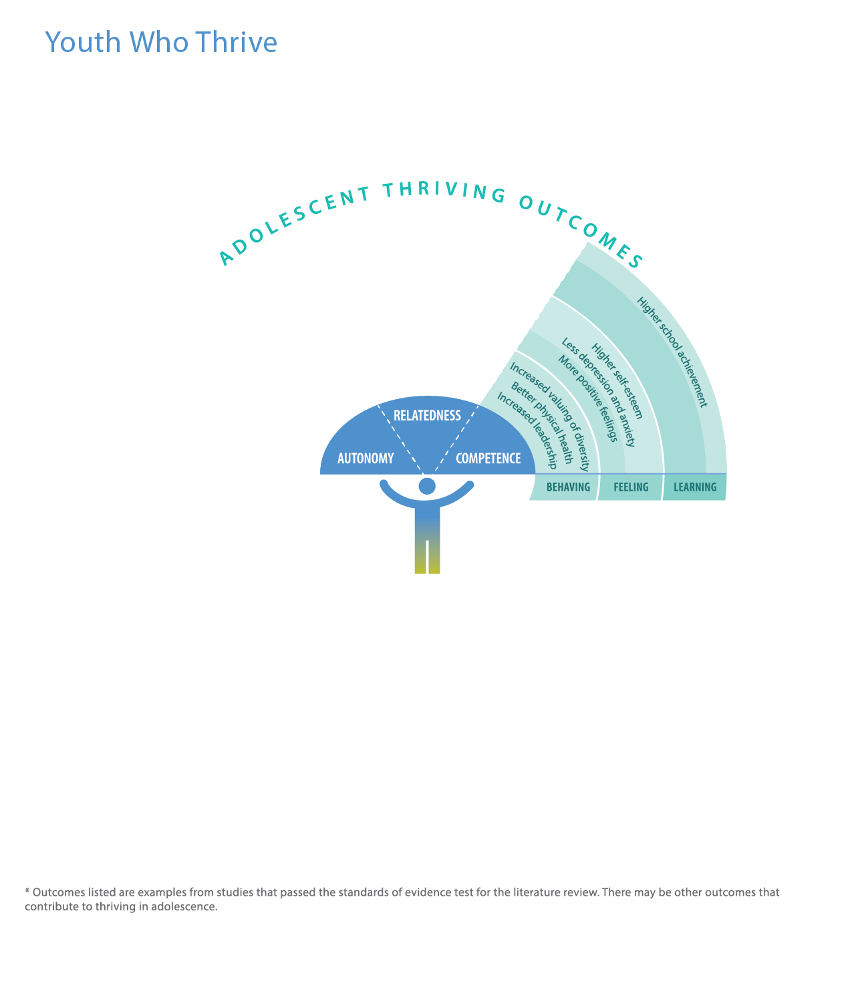 Youth Who Thrive
ADOLESCENT THRIVING OUTCOMES
Higher school achievement
Higher self-esteem
Less depression and anxiety
More positive feelings
Increased valuing of diversity
Better physical health
Increased leadership
RELATEDNESS
AUTONOMY
COMPETENCE
BEHAVING
FEELING
LEARNING
* Outcomes listed are examples from studies that passed the standards of evidence test for the literature review. There may be other outcomes that
contribute to thriving in adolescence.